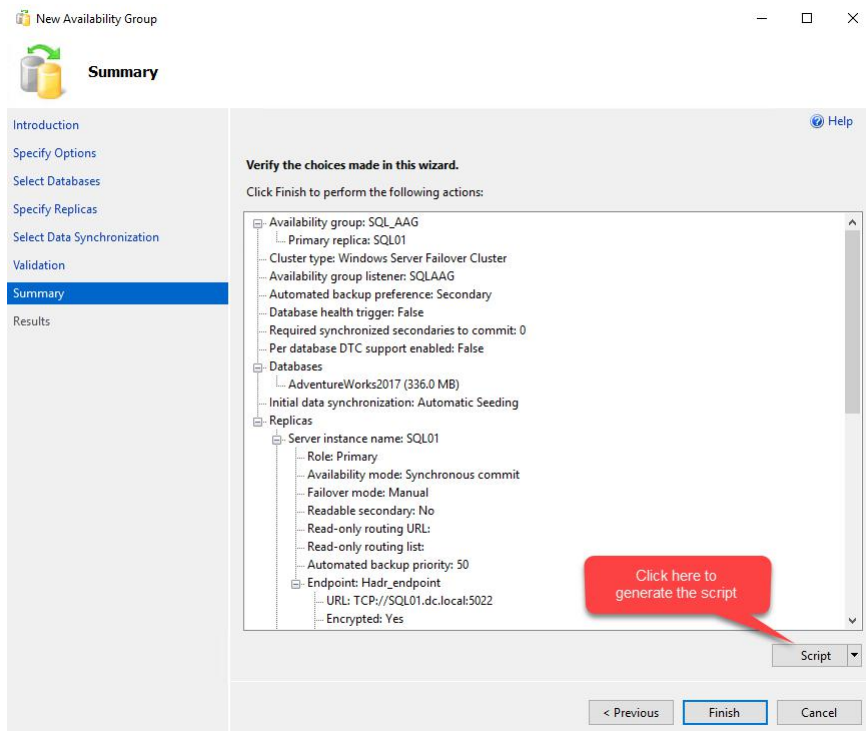 New Availability Group
Summary
Introduction
Specify Options
Select Databases
Specify Replicas
Select Data Synchronization
Validation
Summary
Results
Help
Verify the choices made in this wizard.
Click Finish to perform the following actions:
Availability group: SQL_AAG
Primary replica: SQL01
Cluster type: Windows Server Failover Cluster
Availability group listener: SQLAAG
Automated backup preference: Secondary
Database health trigger: False
Required synchronized secondaries to commit: 0
Per database DTC support enabled: False
Databases
AdventureWorks2017 (336.0 MB)
Initial data synchronization: Automatic Seeding
Replicas
Server instance name: SQL01
Role: Primary
Availability mode: Synchronous commit
Failover mode: Manual
Readable secondary: No
Read-only routing URL:
Read-only routing list:
Automated backup priority: 50
Endpoint: Hadr_endpoint
URL: TCP://SQL01.dc.local:5022
Encrypted: Yes
Click here to
generate the script
Script
< Previous
Finish
Cancel